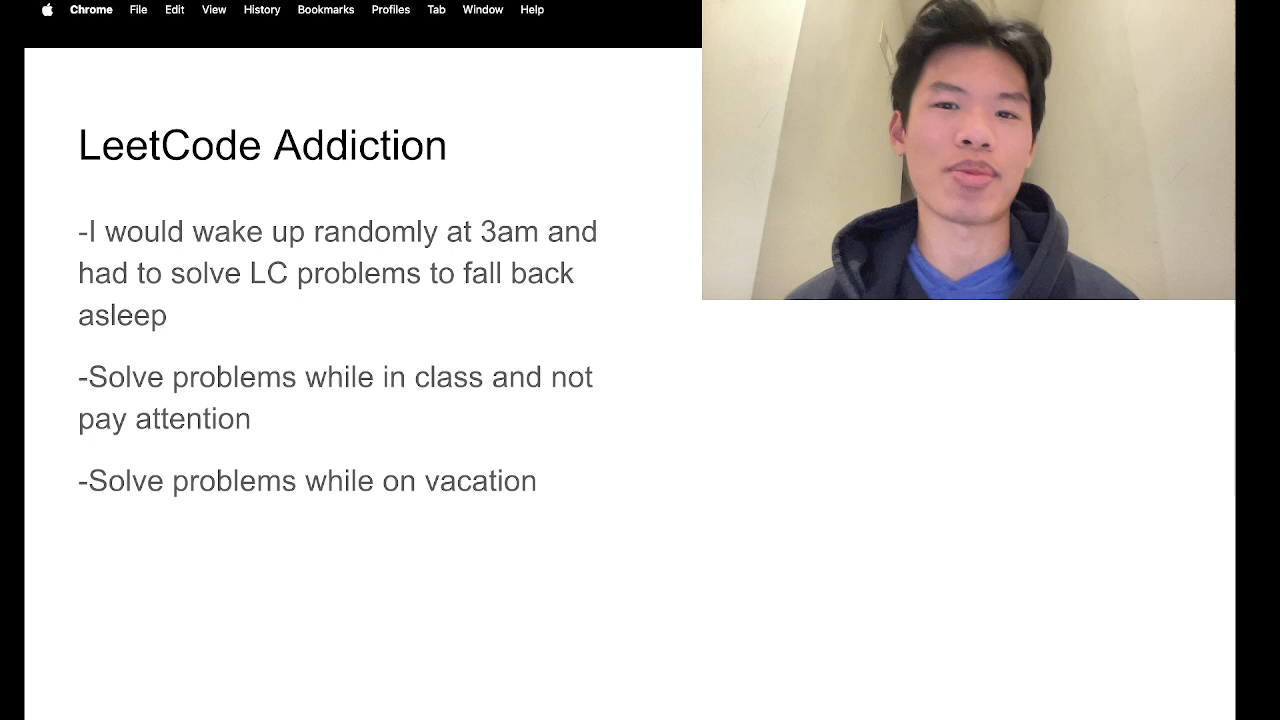 Chrome File Edit View History Bookmarks Profiles Tab Window Help
LeetCode Addiction
-I would wake up randomly at 3am and
had to solve LC problems to fall back
asleep
-Solve problems while in class and not
pay attention
-Solve problems while on vacation